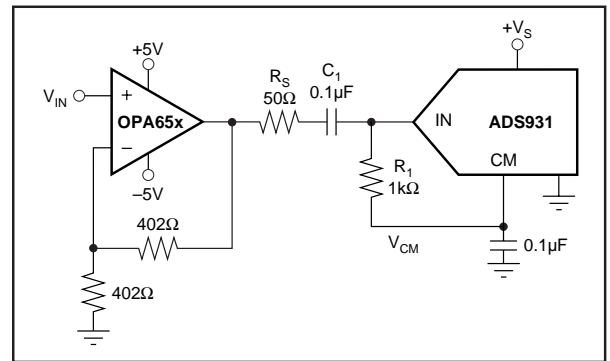 +5V
V_IN
+
OPA65x
−
–5V
402Ω
402Ω
R_S
50Ω
C_1
0.1µF
R_1
1kΩ
V_CM
+V_S
IN
ADS931
CM
0.1µF